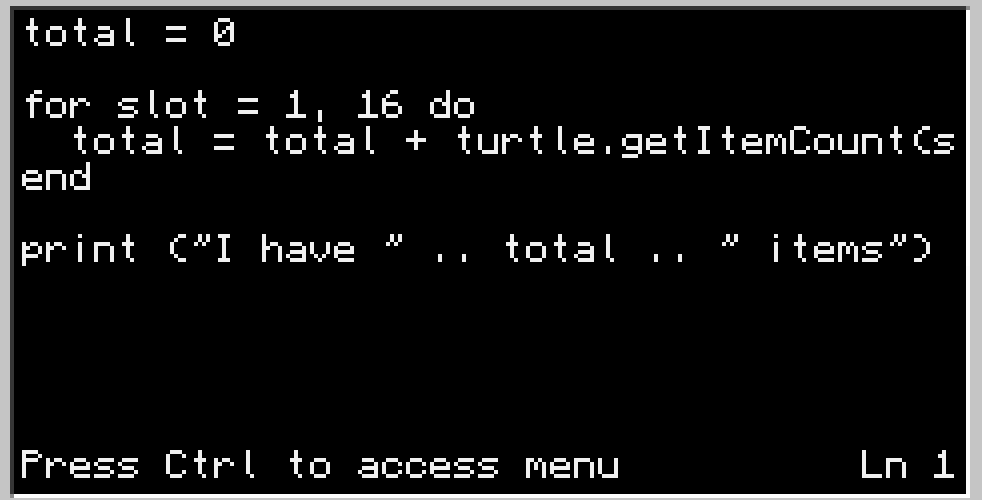 total = 0
for slot = 1, 16 do
  total = total + turtle.getItemCount(s
end
print ("I have " .. total .. " items")
Press Ctrl to access menu Ln 1